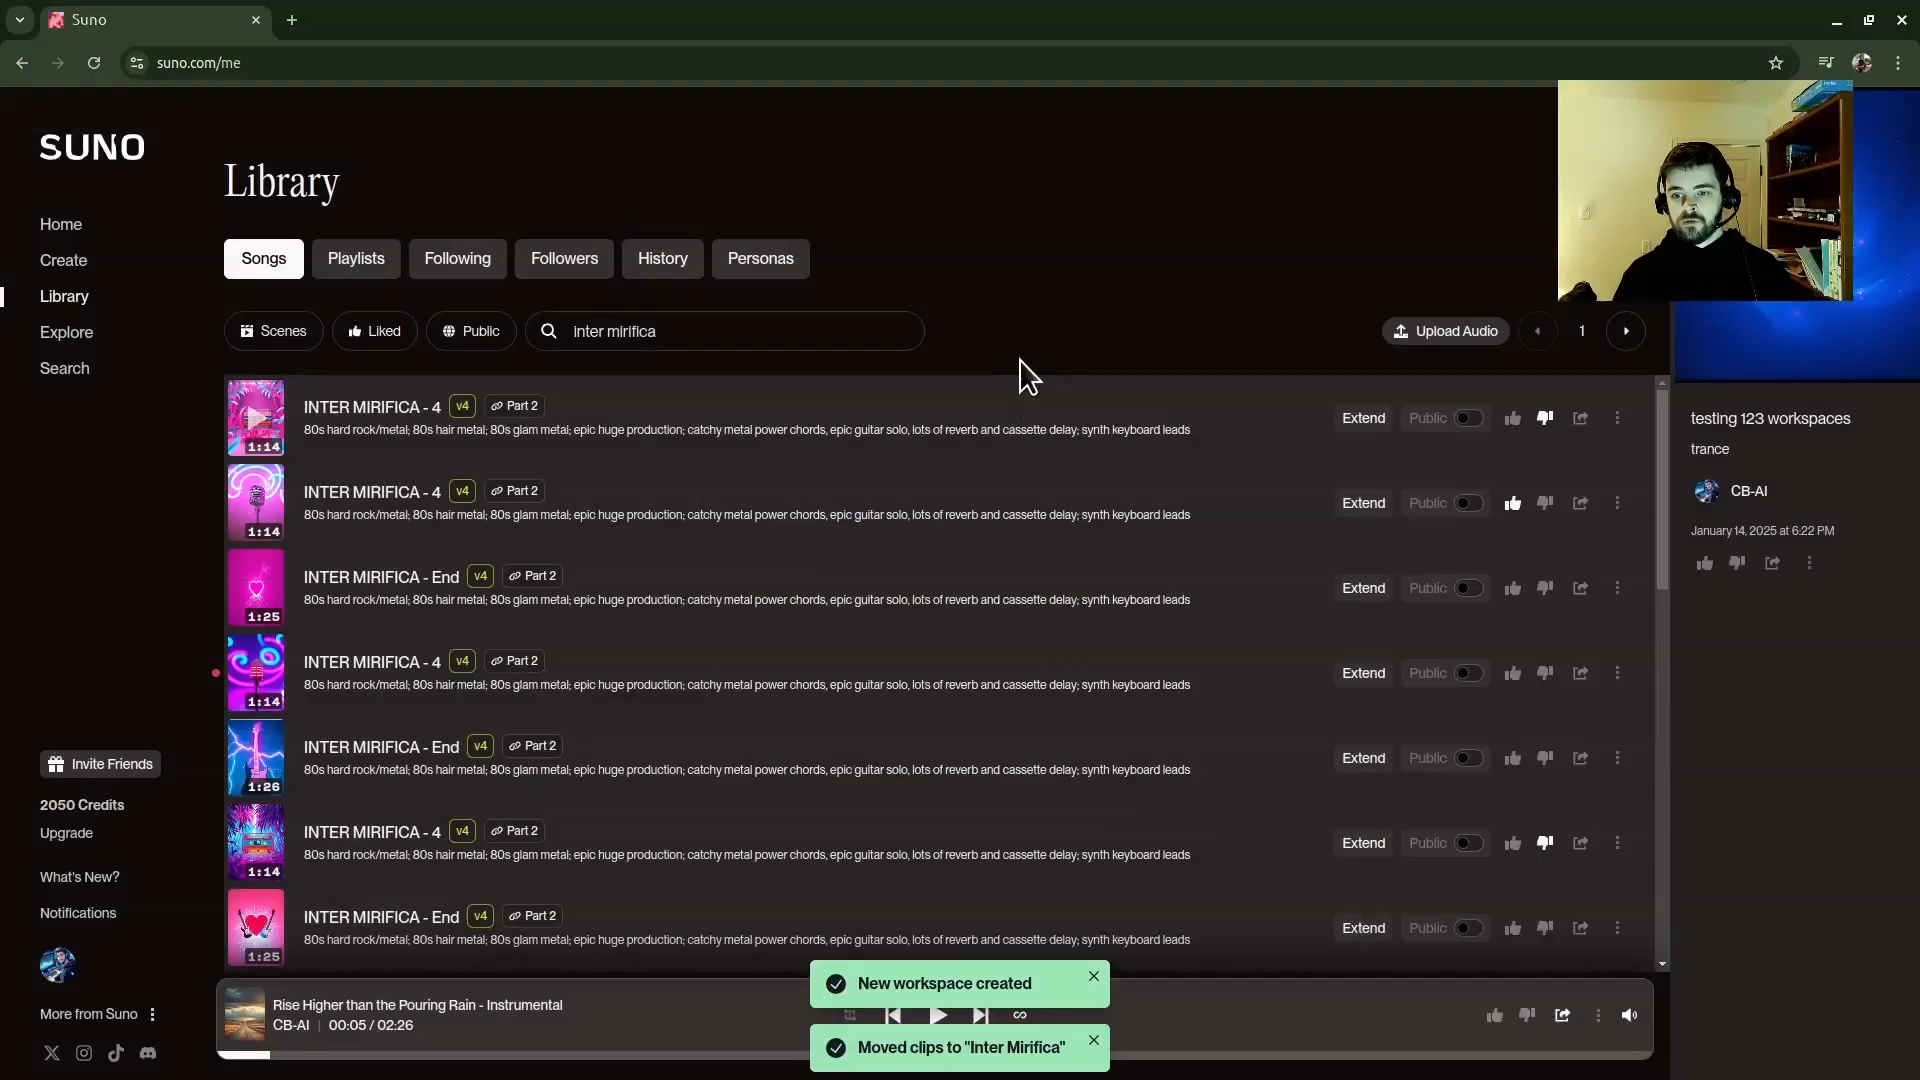 Suno
suno.com/me
SUNO
Home
Create
Library
Explore
Search
Invite Friends
2050 Credits
Upgrade
What's New?
Notifications
More from Suno
Library
Songs
Playlists
Following
Followers
History
Personas
Scenes
Liked
Public
inter mirifica
Upload Audio
1
INTER MIRIFICA - 4 v4 Part 2
80s hard rock/metal; 80s hair metal; 80s glam metal; epic huge production; catchy metal power chords, epic guitar solo, lots of reverb and cassette delay; synth keyboard leads
1:14
Extend
Public
INTER MIRIFICA - 4 v4 Part 2
80s hard rock/metal; 80s hair metal; 80s glam metal; epic huge production; catchy metal power chords, epic guitar solo, lots of reverb and cassette delay; synth keyboard leads
1:14
Extend
Public
INTER MIRIFICA - End v4 Part 2
80s hard rock/metal; 80s hair metal; 80s glam metal; epic huge production; catchy metal power chords, epic guitar solo, lots of reverb and cassette delay; synth keyboard leads
1:25
Extend
Public
INTER MIRIFICA - 4 v4 Part 2
80s hard rock/metal; 80s hair metal; 80s glam metal; epic huge production; catchy metal power chords, epic guitar solo, lots of reverb and cassette delay; synth keyboard leads
1:14
Extend
Public
INTER MIRIFICA - End v4 Part 2
80s hard rock/metal; 80s hair metal; 80s glam metal; epic huge production; catchy metal power chords, epic guitar solo, lots of reverb and cassette delay; synth keyboard leads
1:26
Extend
Public
INTER MIRIFICA - 4 v4 Part 2
80s hard rock/metal; 80s hair metal; 80s glam metal; epic huge production; catchy metal power chords, epic guitar solo, lots of reverb and cassette delay; synth keyboard leads
1:14
Extend
Public
INTER MIRIFICA - End v4 Part 2
80s hard rock/metal; 80s hair metal; 80s glam metal; epic huge production; catchy metal power chords, epic guitar solo, lots of reverb and cassette delay; synth keyboard leads
1:25
Extend
Public
testing 123 workspaces
trance
CB-AI
January 14, 2025 at 6:22 PM
New workspace created
Moved clips to "Inter Mirifica"
Rise Higher than the Pouring Rain - Instrumental
CB-AI | 00:05 / 02:26